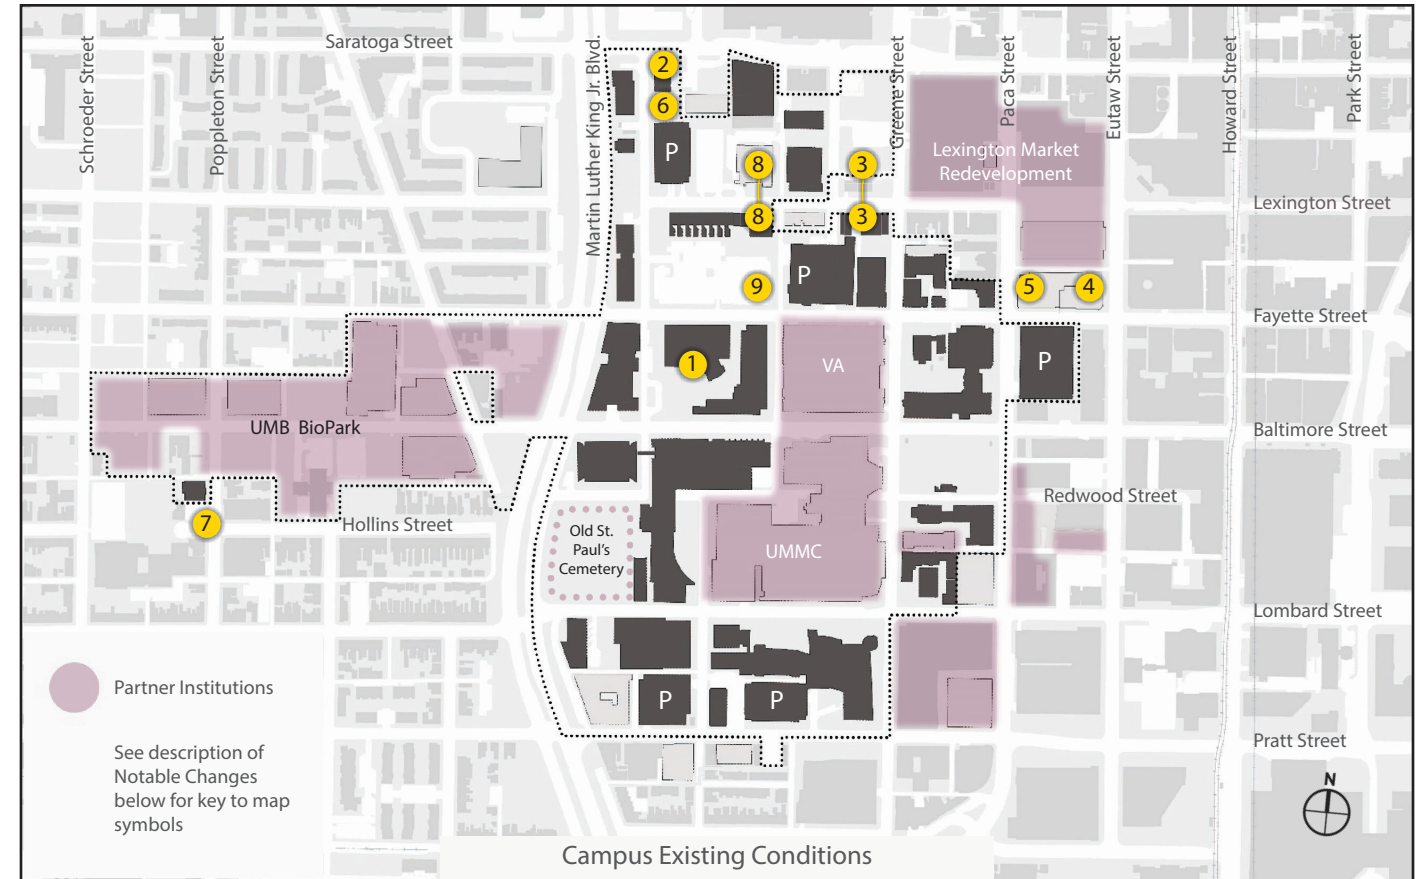 Saratoga Street
Schroeder Street
Poppleton Street
Martin Luther King Jr. Blvd.
Greene Street
Paca Street
Eutaw Street
Howard Street
Park Street
2
6
P
8
3
Lexington Market
Redevelopment
Lexington Street
8
3
9
P
5
4
Fayette Street
1
VA
P
UMB BioPark
Baltimore Street
Redwood Street
7
Hollins Street
Old St.
Paul's
Cemetery
UMMC
Lombard Street
Partner Institutions
P
P
Pratt Street
See description of
Notable Changes
below for key to map
symbols
N
Campus Existing Conditions